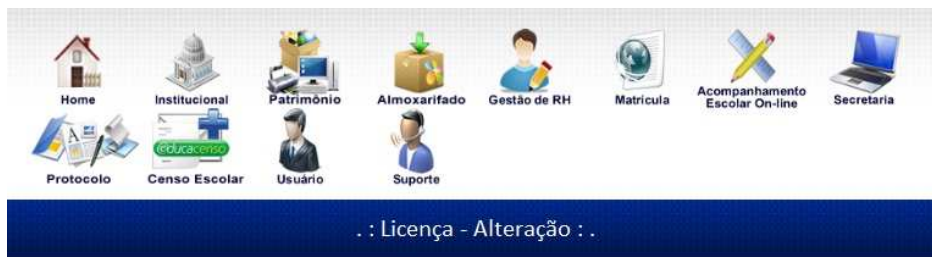 Home Institucional Patrimônio Almoxarifado Gestão de RH Matrícula Acompanhamento Escolar On-line Secretaria
A
educacenso
Protocolo Censo Escolar Usuário Suporte
. : Licença - Alteração : .